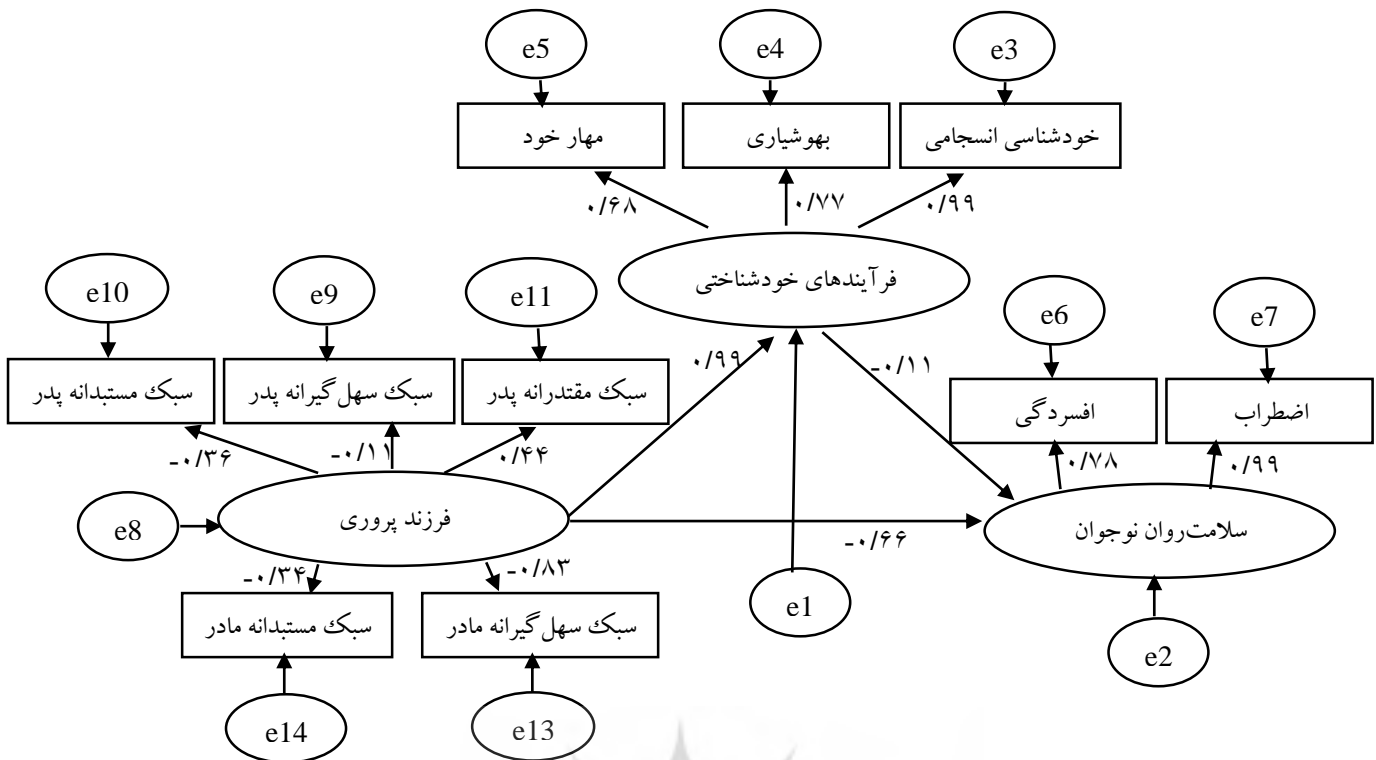 e5
e4
e3
مهار خود
بهوشیاری
خودشناسی انسجامی
۰/۶۸
۰/۷۷
۰/۹۹
فرآیندهای خودشناختی
e10
e9
e11
e6
e7
سبک مستبدانه پدر
سبک سهل‌گیرانه پدر
سبک مقتدرانه پدر
۰/۹۹
-۰/۱۱
افسردگی
اضطراب
-۰/۳۶
-۰/۱۱
۰/۴۴
۰/۷۸
۰/۹۹
e8
فرزند پروری
-۰/۶۶
سلامت‌روان نوجوان
-۰/۳۴
-۰/۸۳
e1
سبک مستبدانه مادر
سبک سهل‌گیرانه مادر
e2
e14
e13